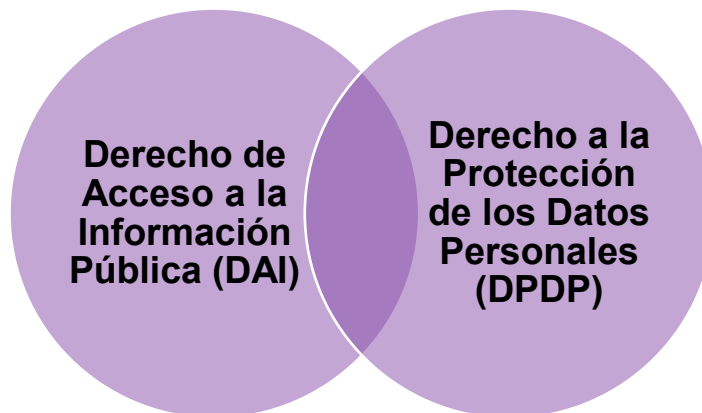 Derecho de
Acceso a la
Información
Pública (DAI)
Derecho a la
Protección
de los Datos
Personales
(DPDP)